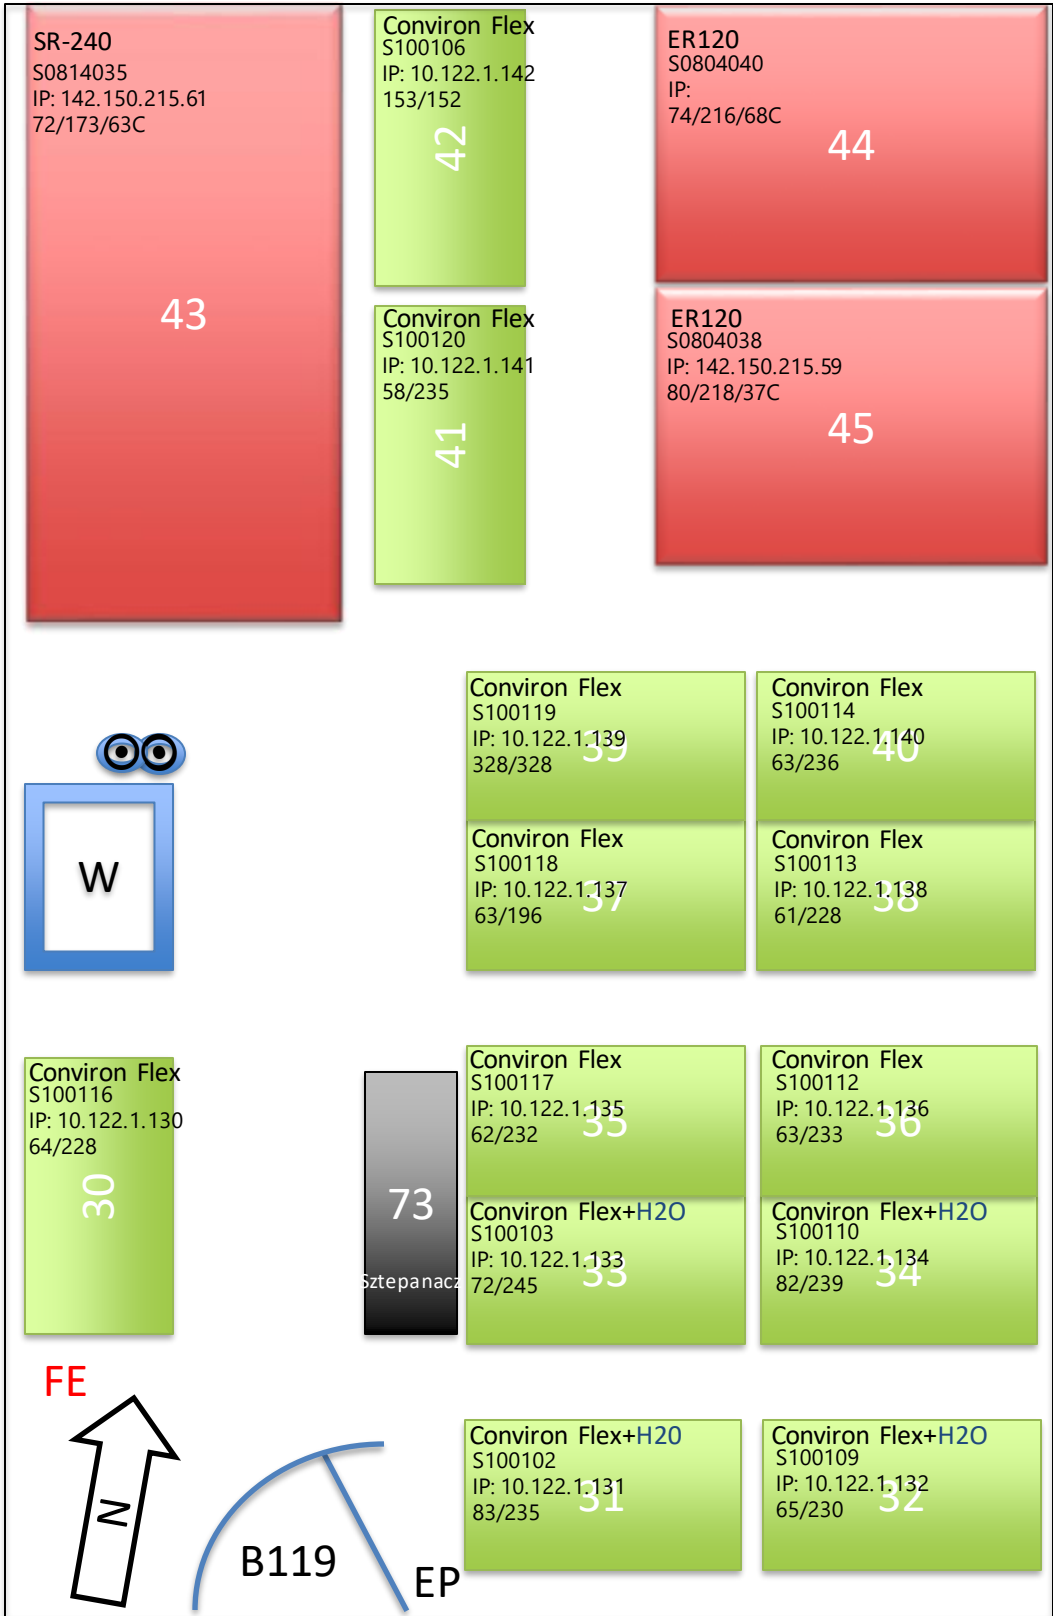 SR-240
S0814035
IP: 142.150.215.61
72/173/63C
43
Conviron Flex
S100106
IP: 10.122.1.142
153/152
42
ER120
S0804040
IP:
74/216/68C
44
Conviron Flex
S100120
IP: 10.122.1.141
58/235
41
ER120
S0804038
IP: 142.150.215.59
80/218/37C
45
Conviron Flex
S100119
IP: 10.122.1.139
328/328
39
Conviron Flex
S100114
IP: 10.122.1.140
63/236
40
W
Conviron Flex
S100118
IP: 10.122.1.137
63/196
37
Conviron Flex
S100113
IP: 10.122.1.138
61/228
38
Conviron Flex
S100116
IP: 10.122.1.130
64/228
30
73
Sztepanacz
Conviron Flex
S100117
IP: 10.122.1.135
62/232
35
Conviron Flex
S100112
IP: 10.122.1.136
63/233
36
Conviron Flex+H2O
S100103
IP: 10.122.1.133
72/245
33
Conviron Flex+H2O
S100110
IP: 10.122.1.134
82/239
34
FE
N
B119
EP
Conviron Flex+H20
S100102
IP: 10.122.1.131
83/235
31
Conviron Flex+H2O
S100109
IP: 10.122.1.132
65/230
32